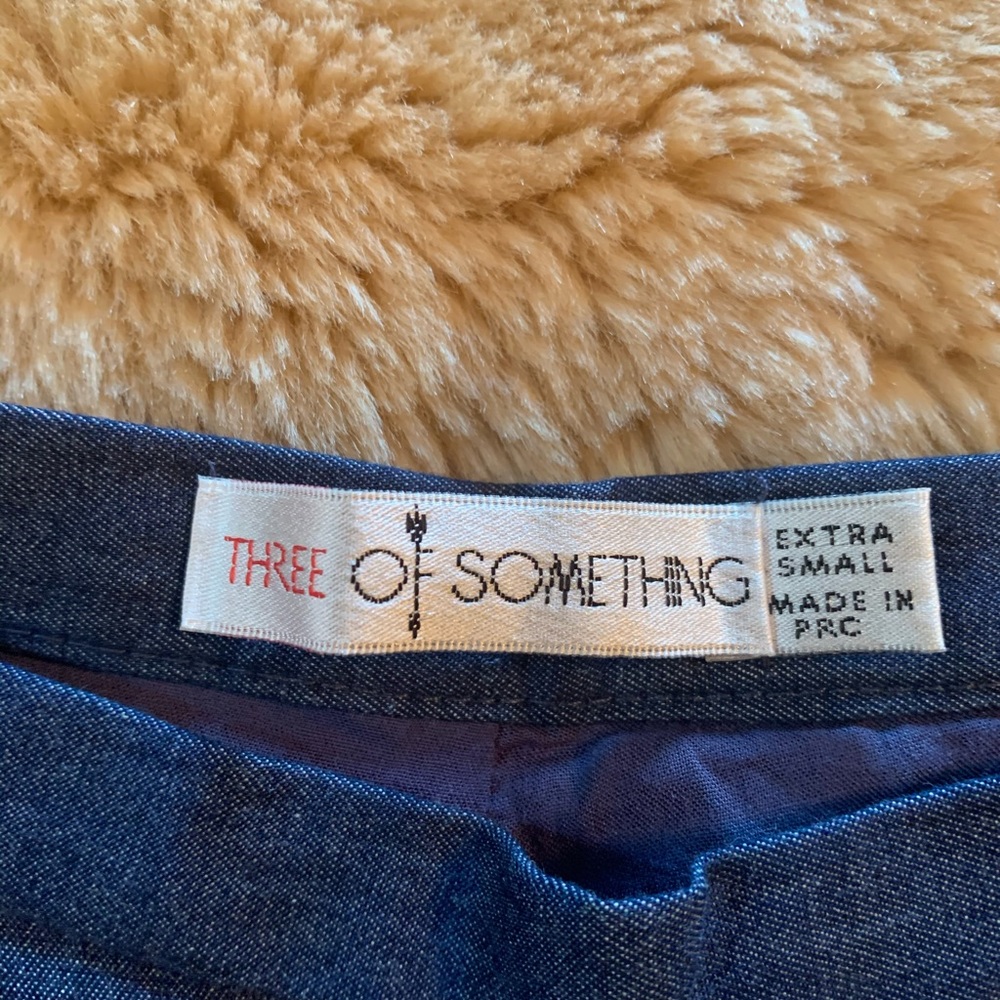 THREE OF SOMETHING
EXTRA
SMALL
MADE IN
PRC